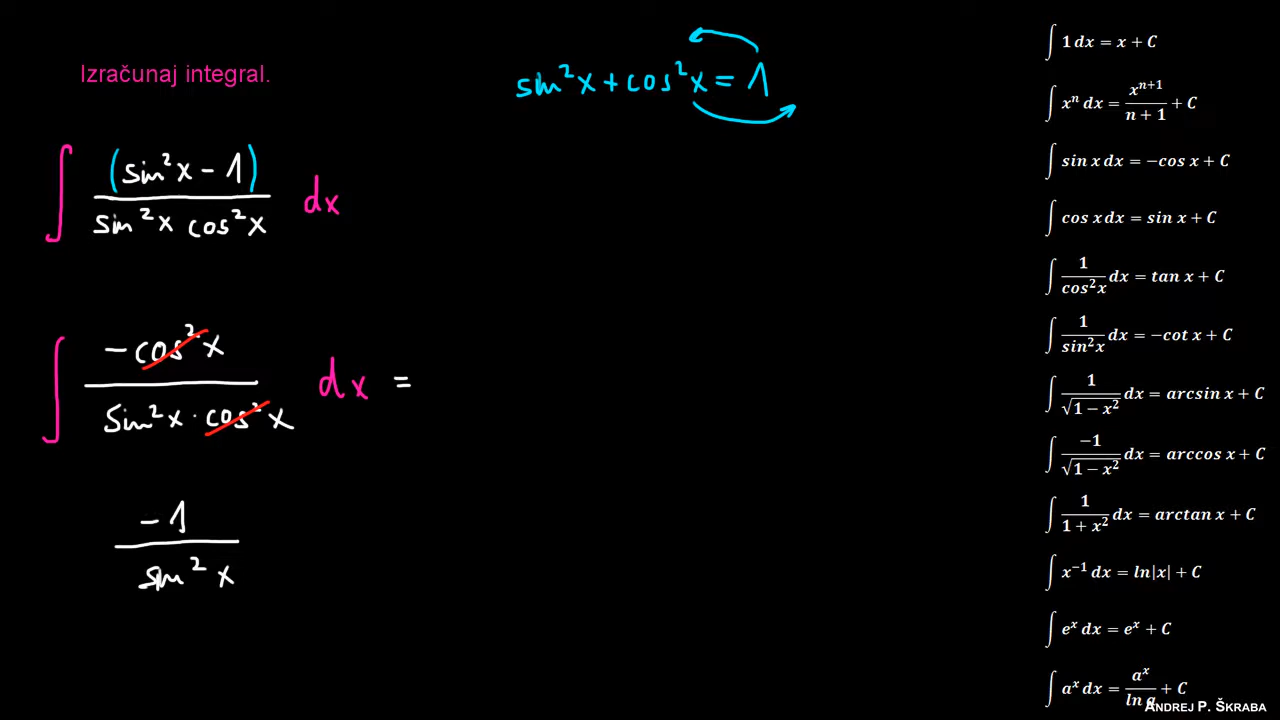 Izračunaj integral.
sin²x + cos²x = 1
∫ (sin²x - 1) / (sin²x cos²x) dx
∫ -cos²x / (sin²x · cos²x) dx =
-1 / sin²x
∫ 1 dx = x + C
∫ xⁿ dx = xⁿ⁺¹ / (n + 1) + C
∫ sin x dx = -cos x + C
∫ cos x dx = sin x + C
∫ 1 / cos²x dx = tan x + C
∫ 1 / sin²x dx = -cot x + C
∫ 1 / √(1 - x²) dx = arcsin x + C
∫ -1 / √(1 - x²) dx = arccos x + C
∫ 1 / (1 + x²) dx = arctan x + C
∫ x⁻¹ dx = ln|x| + C
∫ eˣ dx = eˣ + C
∫ aˣ dx = aˣ / ln a + C
ANDREJ P. ŠKRABA